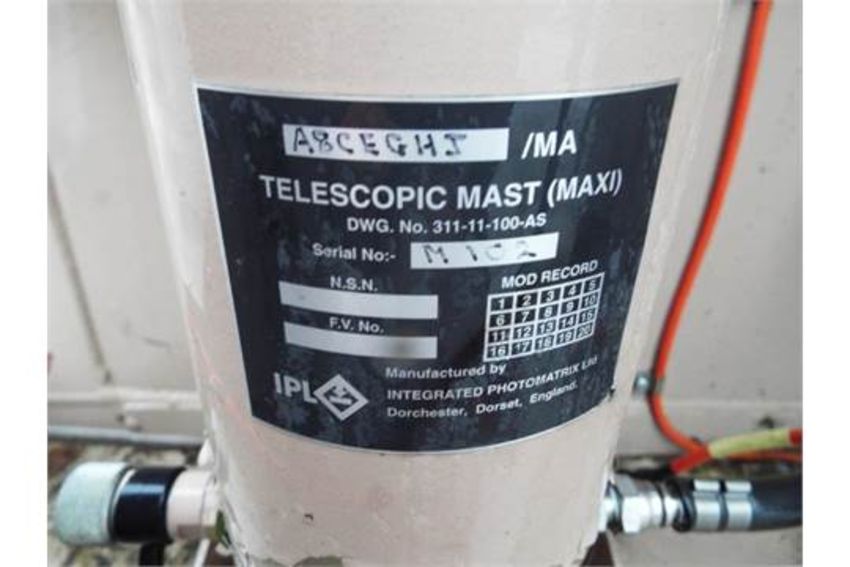 ABCEGHJ /MA
TELESCOPIC MAST (MAXI)
DWG. No. 311-11-100-AS
Serial No:- M 102
N.S.N.
MOD RECORD
1 2 3 4 5
6 7 8 9 10
11 12 13 14 15
16 17 18 19 20
F.V. No.
Manufactured by
IPL
INTEGRATED PHOTOMATRIX Ltd
Dorchester, Dorset, England.